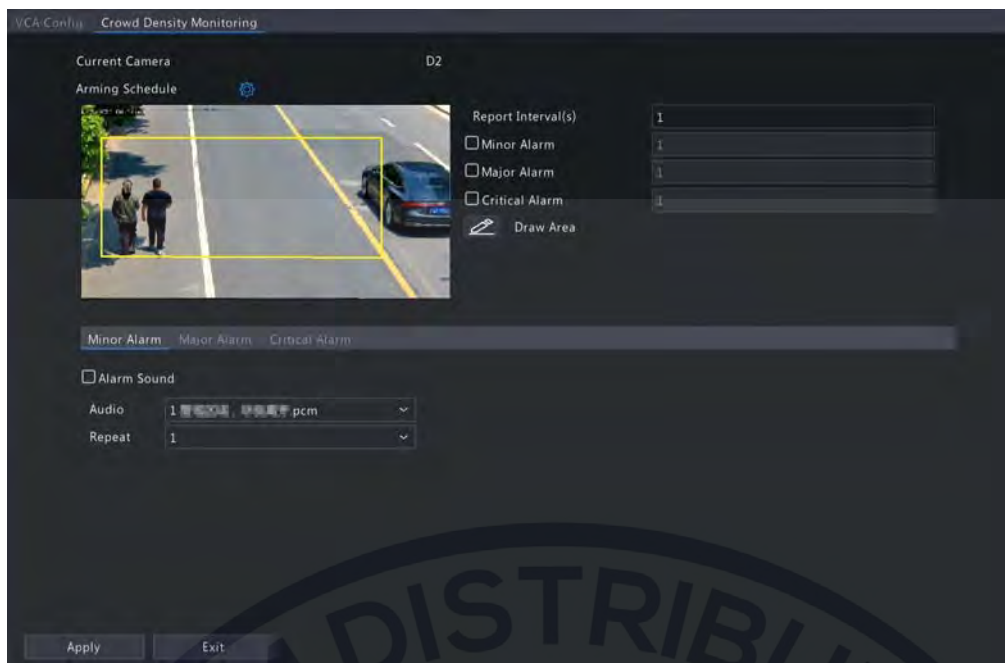 VCA Config Crowd Density Monitoring
Current Camera D2
Arming Schedule
Report Interval(s) 1
Minor Alarm 1
Major Alarm 1
Critical Alarm 1
Draw Area
Minor Alarm Major Alarm Critical Alarm
Alarm Sound
Audio 1 .pcm
Repeat 1
DISTRIBU
Apply Exit